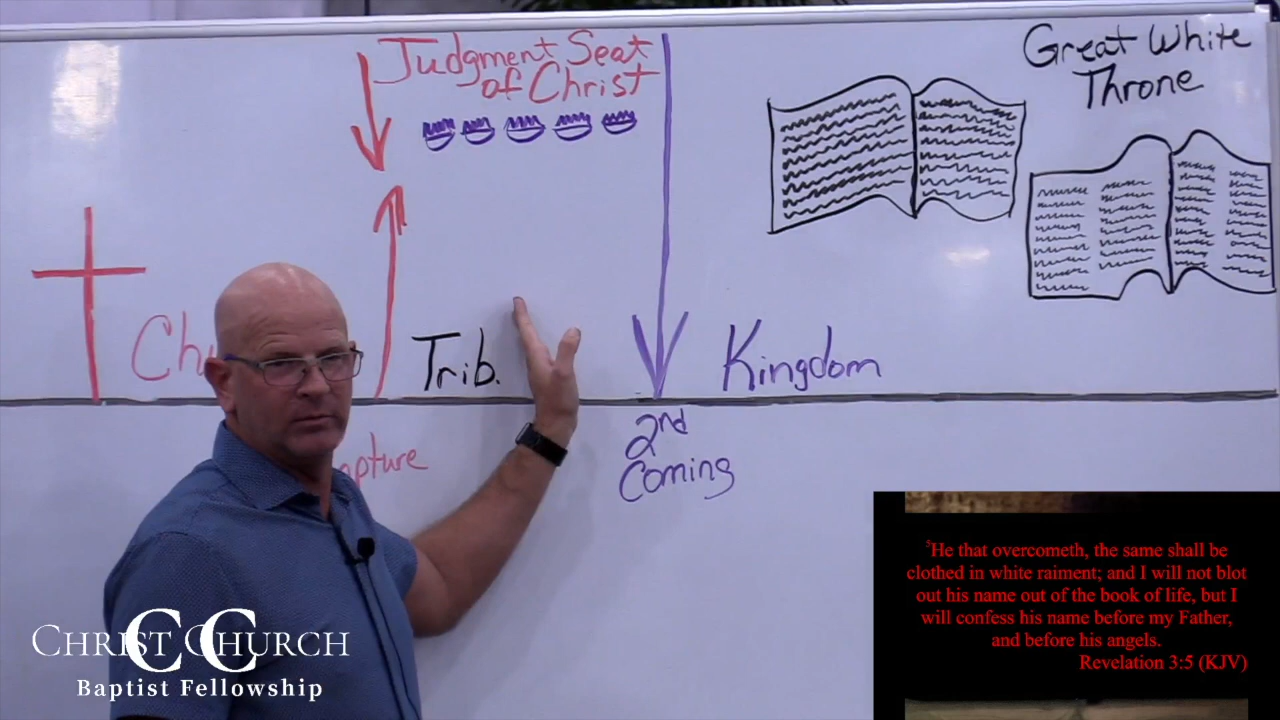 Judgment Seat
of Christ
Great White
Throne
Trib.
Kingdom
2nd
Coming
5He that overcometh, the same shall be
clothed in white raiment; and I will not blot
out his name out of the book of life, but I
will confess his name before my Father,
and before his angels.
Revelation 3:5 (KJV)
CC
CHRIST CHURCH
Baptist Fellowship